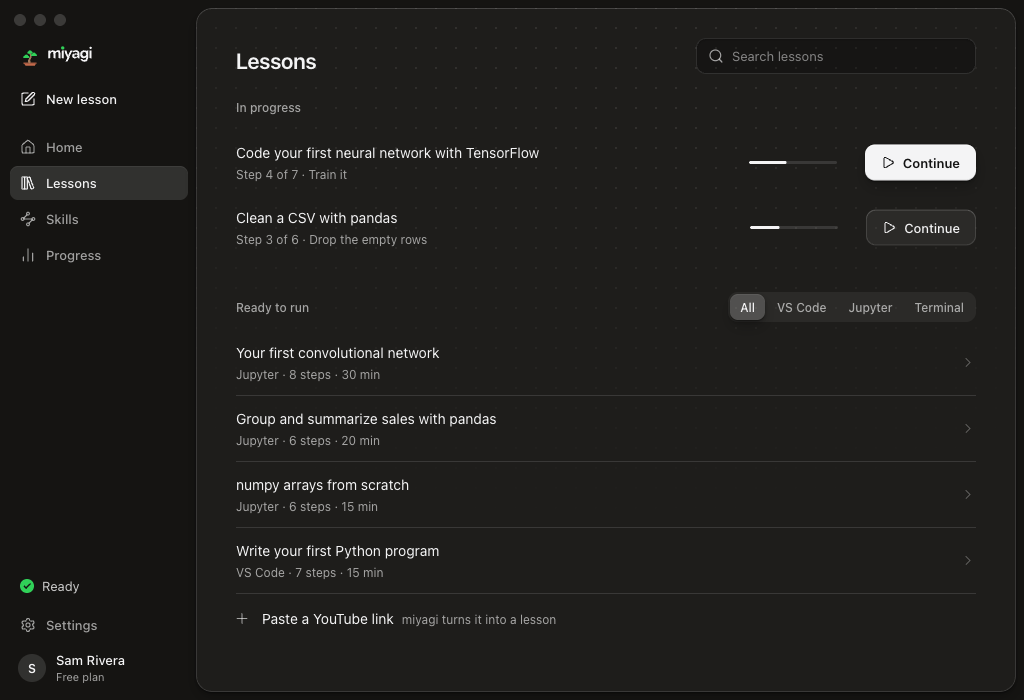 miyagi
New lesson
Home
Lessons
Skills
Progress
Ready
Settings
S
Sam Rivera
Free plan
Lessons
Search lessons
In progress
Code your first neural network with TensorFlow
Step 4 of 7 · Train it
Continue
Clean a CSV with pandas
Step 3 of 6 · Drop the empty rows
Continue
Ready to run
All VS Code Jupyter Terminal
Your first convolutional network
Jupyter · 8 steps · 30 min
Group and summarize sales with pandas
Jupyter · 6 steps · 20 min
numpy arrays from scratch
Jupyter · 6 steps · 15 min
Write your first Python program
VS Code · 7 steps · 15 min
Paste a YouTube link miyagi turns it into a lesson